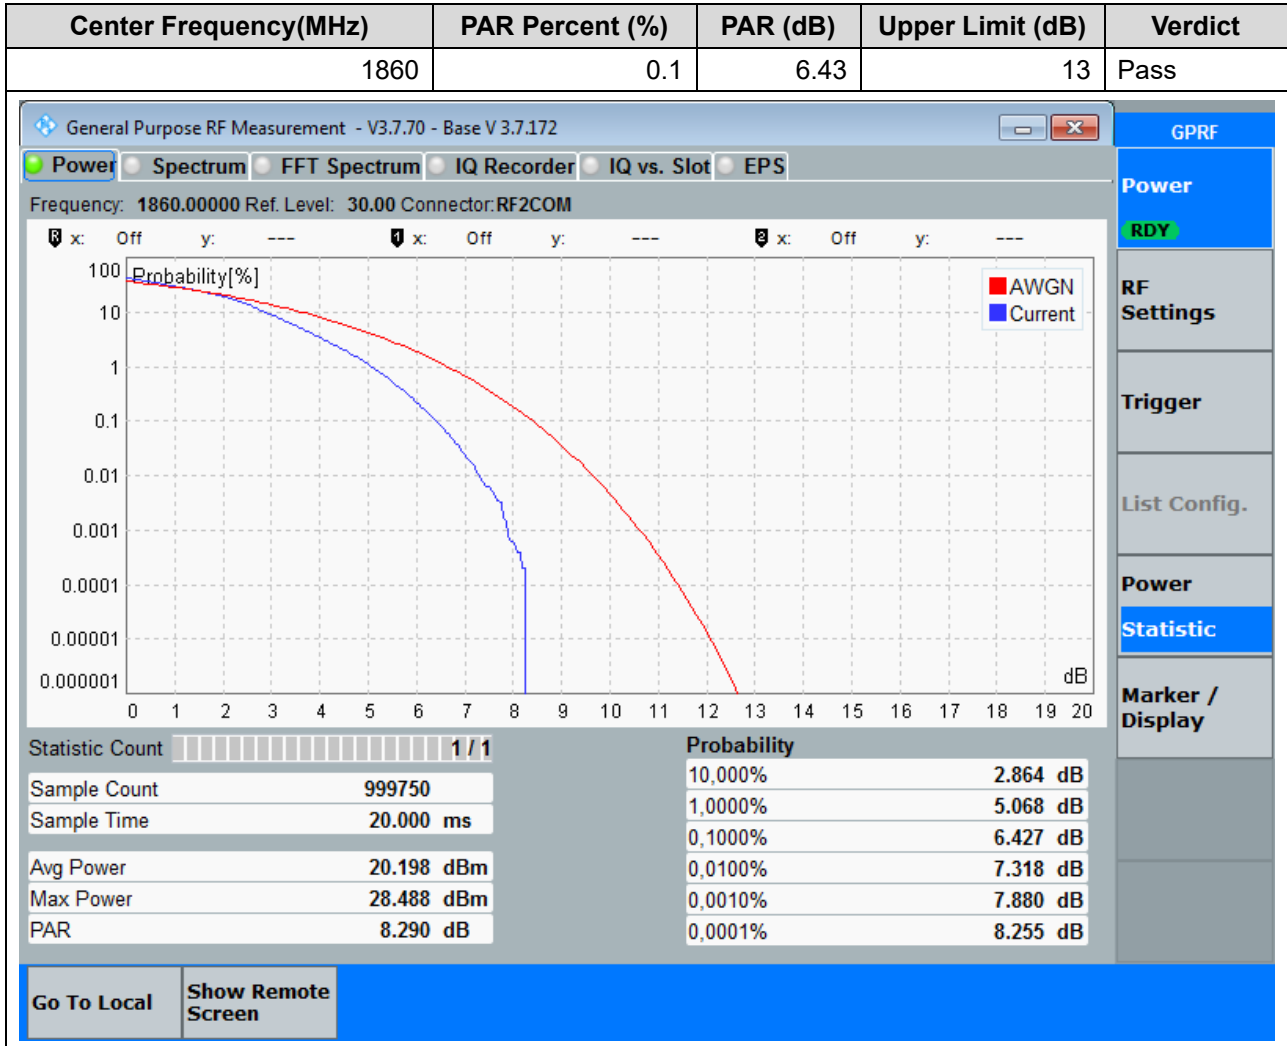 Center Frequency(MHz) PAR Percent (%) PAR (dB) Upper Limit (dB) Verdict
1860 0.1 6.43 13 Pass
General Purpose RF Measurement - V3.7.70 - Base V 3.7.172
GPRF
Power Spectrum FFT Spectrum IQ Recorder IQ vs. Slot EPS
Power
RDY
Frequency: 1860.00000 Ref. Level: 30.00 Connector:RF2COM
R x: Off y: --- 1 x: Off y: --- 2 x: Off y: ---
Probability[%]
AWGN
Current
100
10
1
0.1
0.01
0.001
0.0001
0.00001
0.000001
dB
0 1 2 3 4 5 6 7 8 9 10 11 12 13 14 15 16 17 18 19 20
RF
Settings
Trigger
List Config.
Power
Statistic
Marker /
Display
Statistic Count 1 / 1
Sample Count 999750
Sample Time 20.000 ms
Avg Power 20.198 dBm
Max Power 28.488 dBm
PAR 8.290 dB
Probability
10,000% 2.864 dB
1,0000% 5.068 dB
0,1000% 6.427 dB
0,0100% 7.318 dB
0,0010% 7.880 dB
0,0001% 8.255 dB
Go To Local
Show Remote
Screen